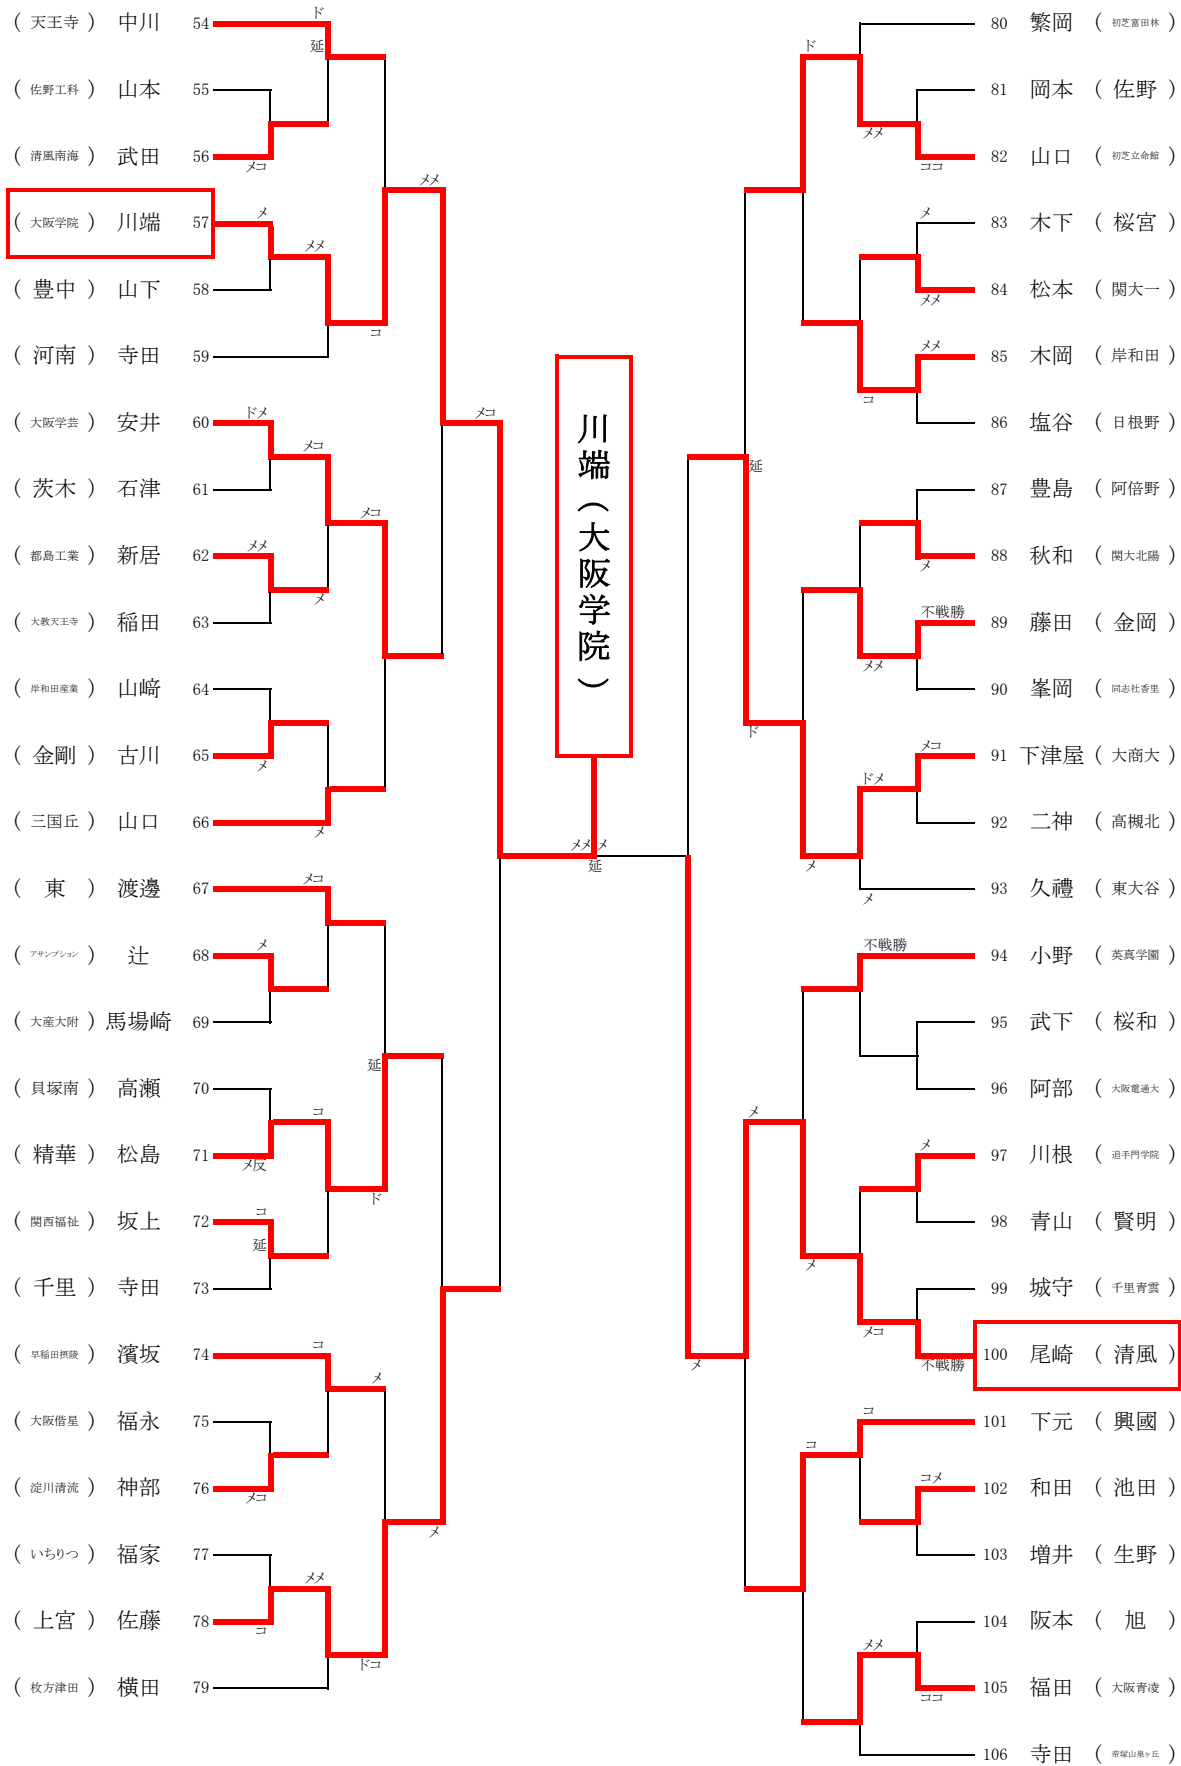 （ 天王寺 ） 中川 54
（ 佐野工科 ） 山本 55
（ 清風南海 ） 武田 56
（ 大阪学院 ） 川端 57
（ 豊中 ） 山下 58
（ 河南 ） 寺田 59
（ 大阪学芸 ） 安井 60
（ 茨木 ） 石津 61
（ 都島工業 ） 新居 62
（ 大教天王寺 ） 稲田 63
（ 岸和田産業 ） 山﨑 64
（ 金剛 ） 古川 65
（ 三国丘 ） 山口 66
（ 東 ） 渡邊 67
（ アサンプション ） 辻 68
（ 大産大附 ） 馬場崎 69
（ 貝塚南 ） 高瀬 70
（ 精華 ） 松島 71
（ 関西福祉 ） 坂上 72
（ 千里 ） 寺田 73
（ 早稲田摂陵 ） 濱坂 74
（ 大阪偕星 ） 福永 75
（ 淀川清流 ） 神部 76
（ いちりつ ） 福家 77
（ 上宮 ） 佐藤 78
（ 枚方津田 ） 横田 79
ド
延
メコ
メ
メメ
コ
メメ
ドメ
メコ
メコ
メメ
メ
メ
メ
メコ
メコ
メ
延
コ
メ反
ド
コ
延
コ
メ
メコ
メ
メメ
コ
ドコ
川端（大阪学院）
メメ メ
延
ド
メメ
ココ
メ
メメ
メメ
コ
延
メ
不戦勝
メメ
ド
メコ
ドメ
メ
メ
不戦勝
メ
メ
メ
メコ
不戦勝
メ
コ
コ
コメ
メメ
ココ
80 繁岡 （ 初芝富田林 ）
81 岡本 （ 佐野 ）
82 山口 （ 初芝立命館 ）
83 木下 （ 桜宮 ）
84 松本 （ 関大一 ）
85 木岡 （ 岸和田 ）
86 塩谷 （ 日根野 ）
87 豊島 （ 阿倍野 ）
88 秋和 （ 関大北陽 ）
89 藤田 （ 金岡 ）
90 峯岡 （ 同志社香里 ）
91 下津屋 （ 大商大 ）
92 二神 （ 高槻北 ）
93 久禮 （ 東大谷 ）
94 小野 （ 英真学園 ）
95 武下 （ 桜和 ）
96 阿部 （ 大阪電通大 ）
97 川根 （ 追手門学院 ）
98 青山 （ 賢明 ）
99 城守 （ 千里青雲 ）
100 尾崎 （ 清風 ）
101 下元 （ 興國 ）
102 和田 （ 池田 ）
103 増井 （ 生野 ）
104 阪本 （ 旭 ）
105 福田 （ 大阪青凌 ）
106 寺田 （ 帝塚山泉ヶ丘 ）